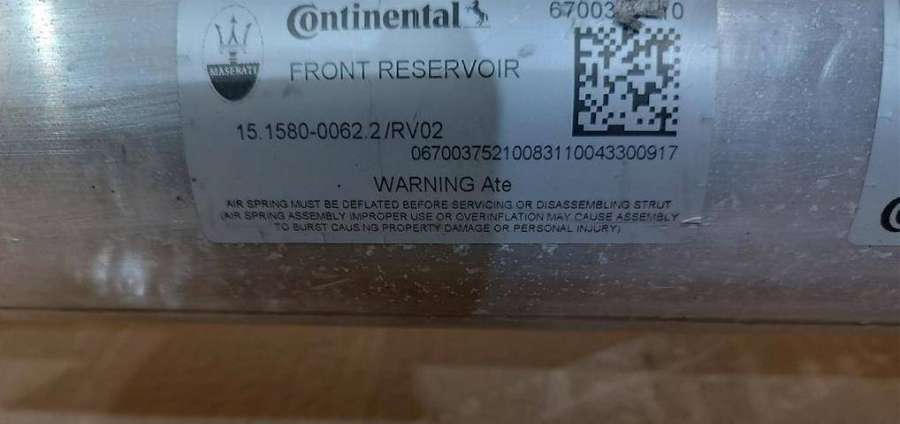 Continental
MASERATI
FRONT RESERVOIR
15.1580-0062.2/RV02
06700375210083110043300917
WARNING Ate
AIR SPRING MUST BE DEFLATED BEFORE SERVICING OR DISASSEMBLING STRUT
(AIR SPRING ASSEMBLY IMPROPER USE OR OVERINFLATION MAY CAUSE ASSEMBLY
TO BURST CAUSING PROPERTY DAMAGE OR PERSONAL INJURY)